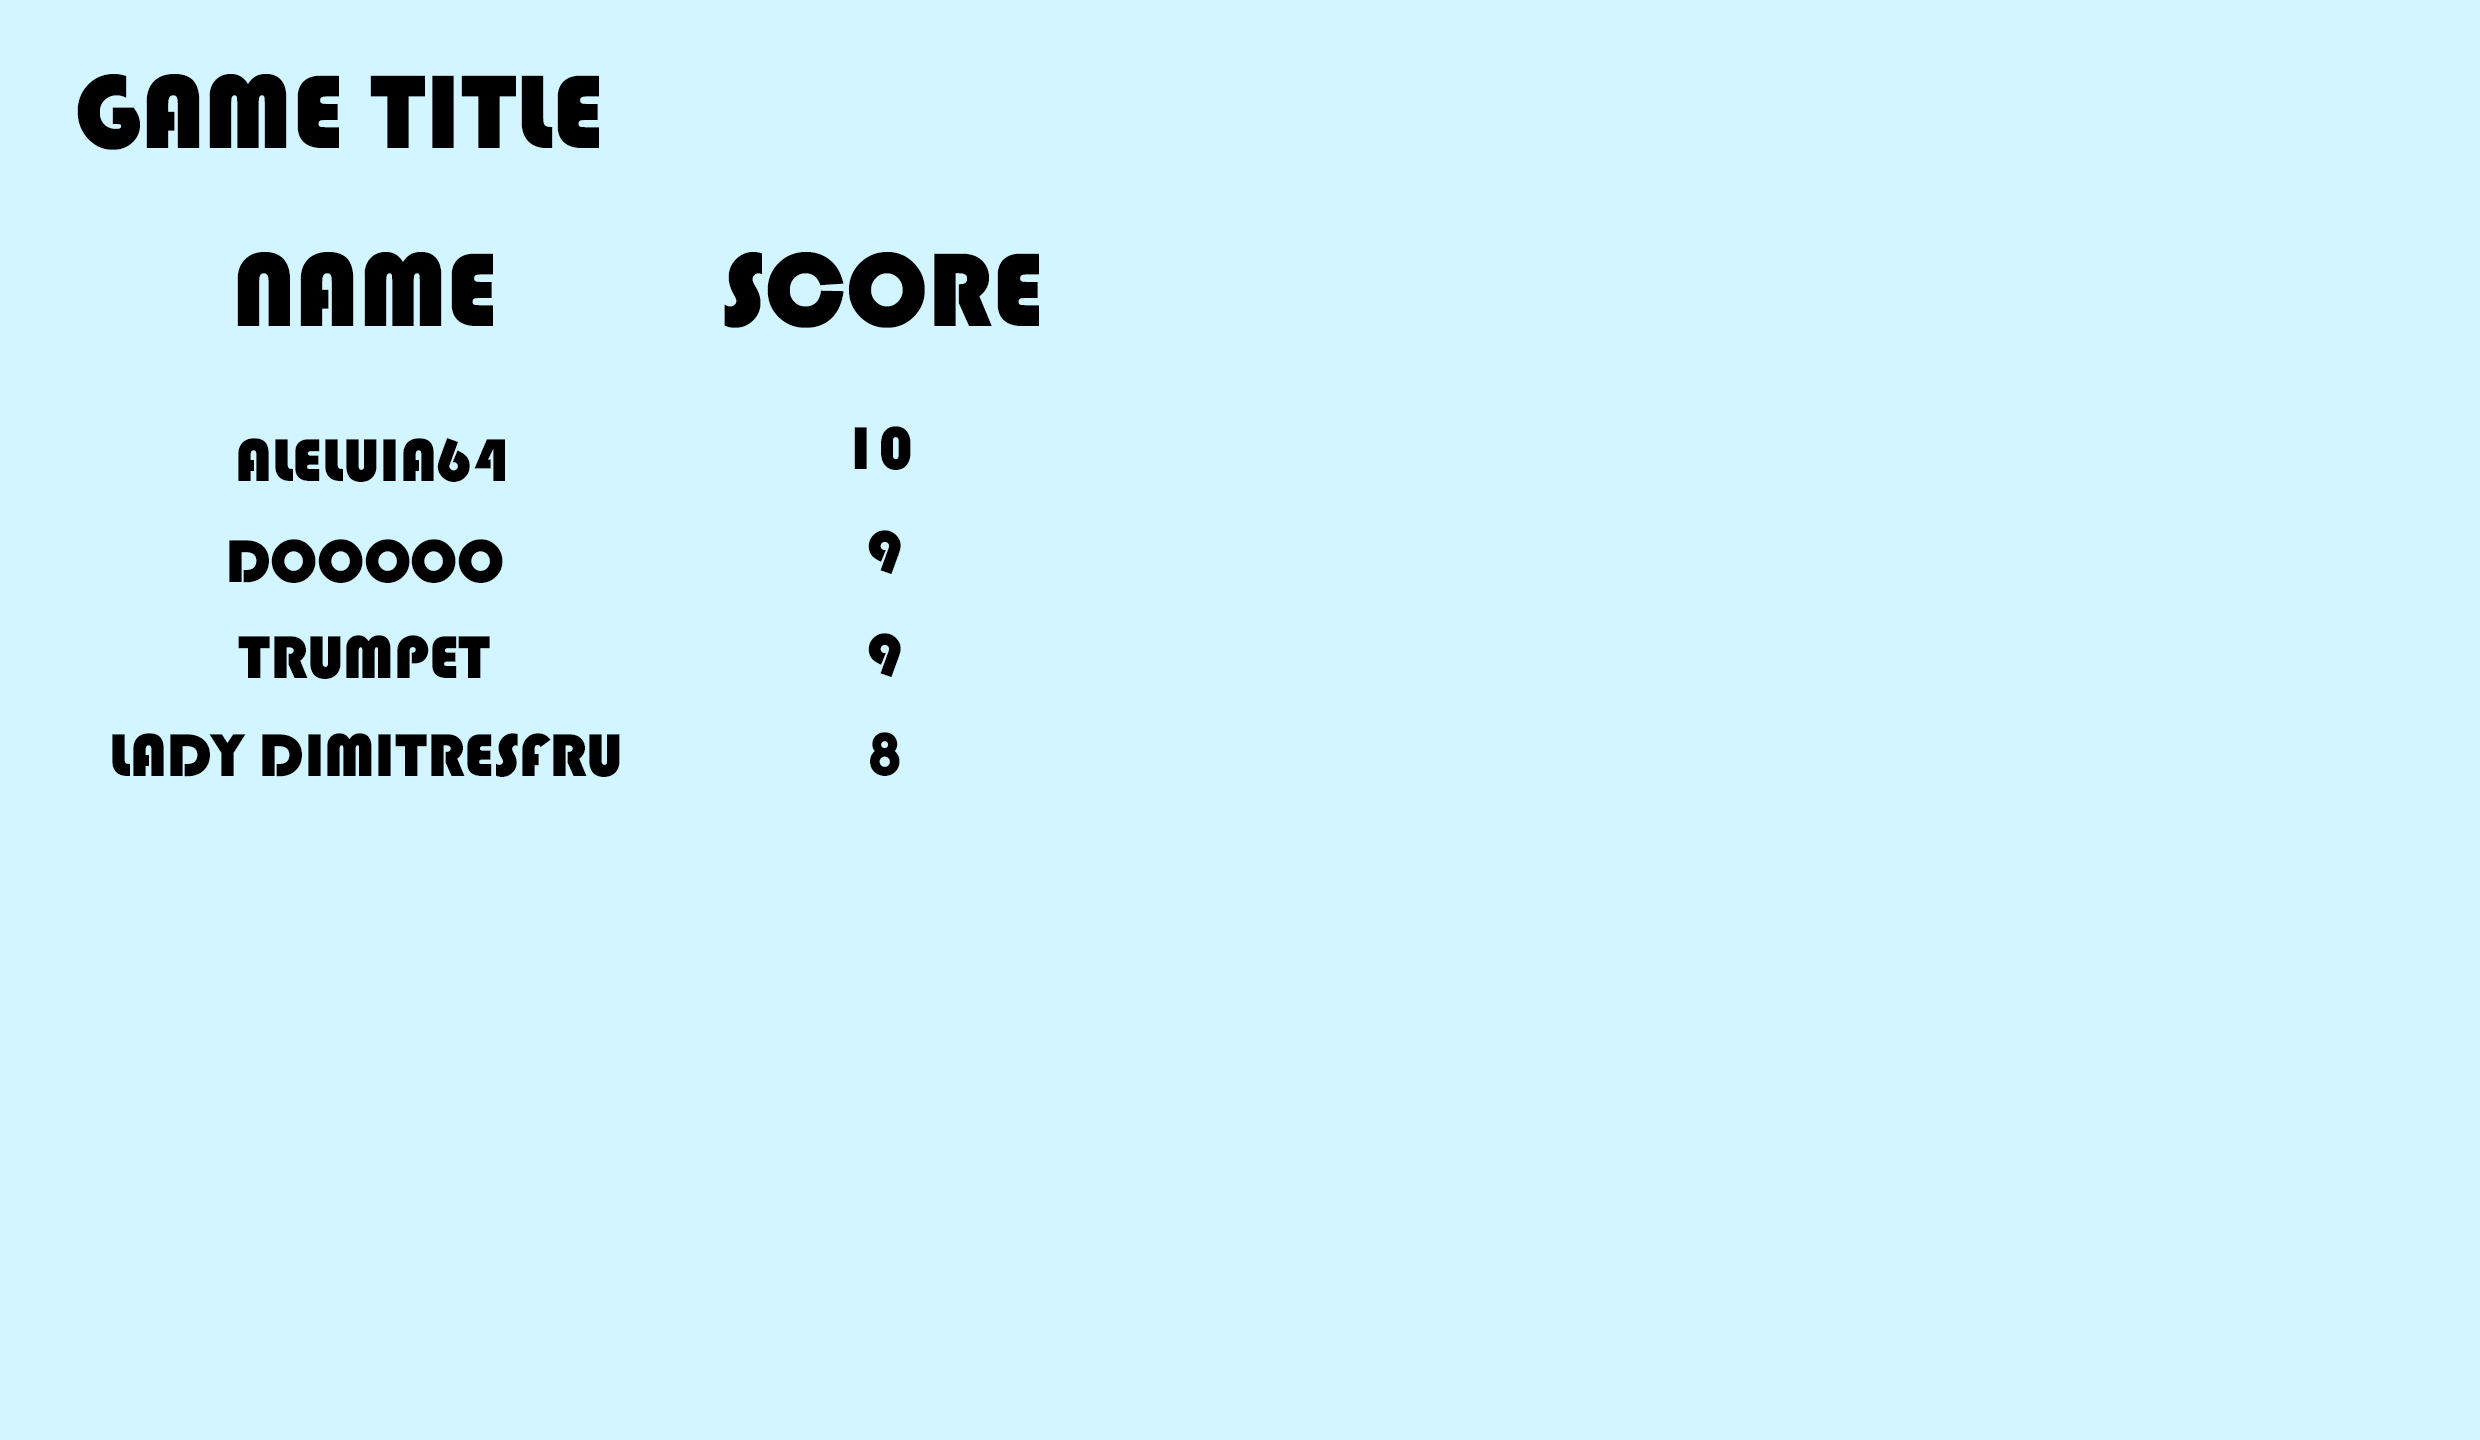 GAME TITLE
NAME SCORE
ALELUIA64 10
DOOOOO 9
TRUMPET 9
LADY DIMITRESFRU 8